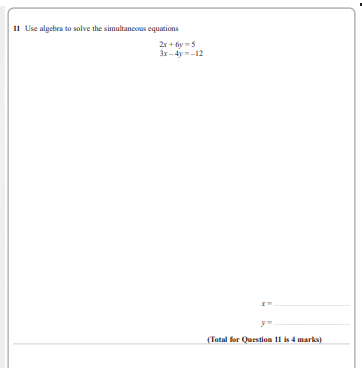 11 Use algebra to solve the simultaneous equations
2x + 6y = 5
3x – 4y = –12
x =
y =
(Total for Question 11 is 4 marks)